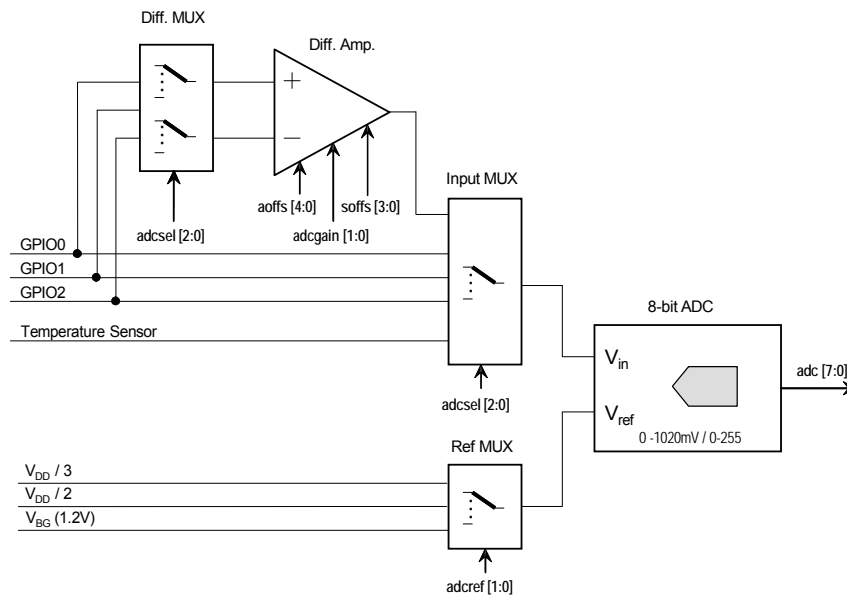 Diff. MUX
Diff. Amp.
+
−
aoffs [4:0]
soffs [3:0]
adcsel [2:0]
adcgain [1:0]
Input MUX
GPIO0
GPIO1
GPIO2
Temperature Sensor
8-bit ADC
Vin
adc [7:0]
adcsel [2:0]
Vref
0 -1020mV / 0-255
Ref MUX
VDD / 3
VDD / 2
VBG (1.2V)
adcref [1:0]